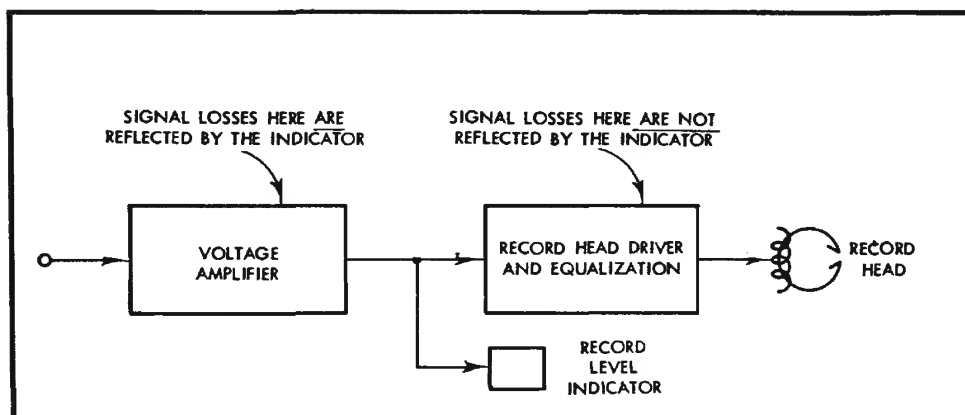 SIGNAL LOSSES HERE ARE
REFLECTED BY THE INDICATOR
SIGNAL LOSSES HERE ARE NOT
REFLECTED BY THE INDICATOR
VOLTAGE
AMPLIFIER
RECORD HEAD DRIVER
AND EQUALIZATION
RECORD
HEAD
RECORD
LEVEL
INDICATOR